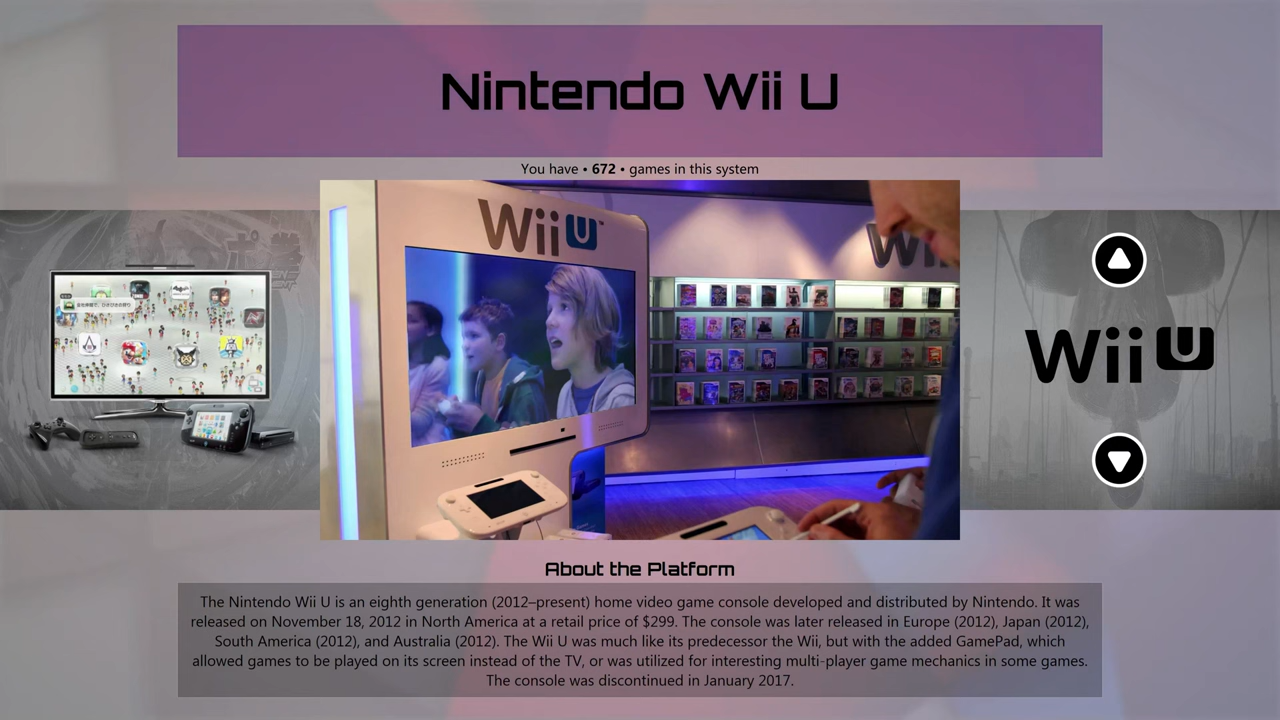 Nintendo Wii U
You have • 672 • games in this system
Wii U™
Wii
Wii U
About the Platform
The Nintendo Wii U is an eighth generation (2012–present) home video game console developed and distributed by Nintendo. It was
released on November 18, 2012 in North America at a retail price of $299. The console was later released in Europe (2012), Japan (2012),
South America (2012), and Australia (2012). The Wii U was much like its predecessor the Wii, but with the added GamePad, which
allowed games to be played on its screen instead of the TV, or was utilized for interesting multi-player game mechanics in some games.
The console was discontinued in January 2017.